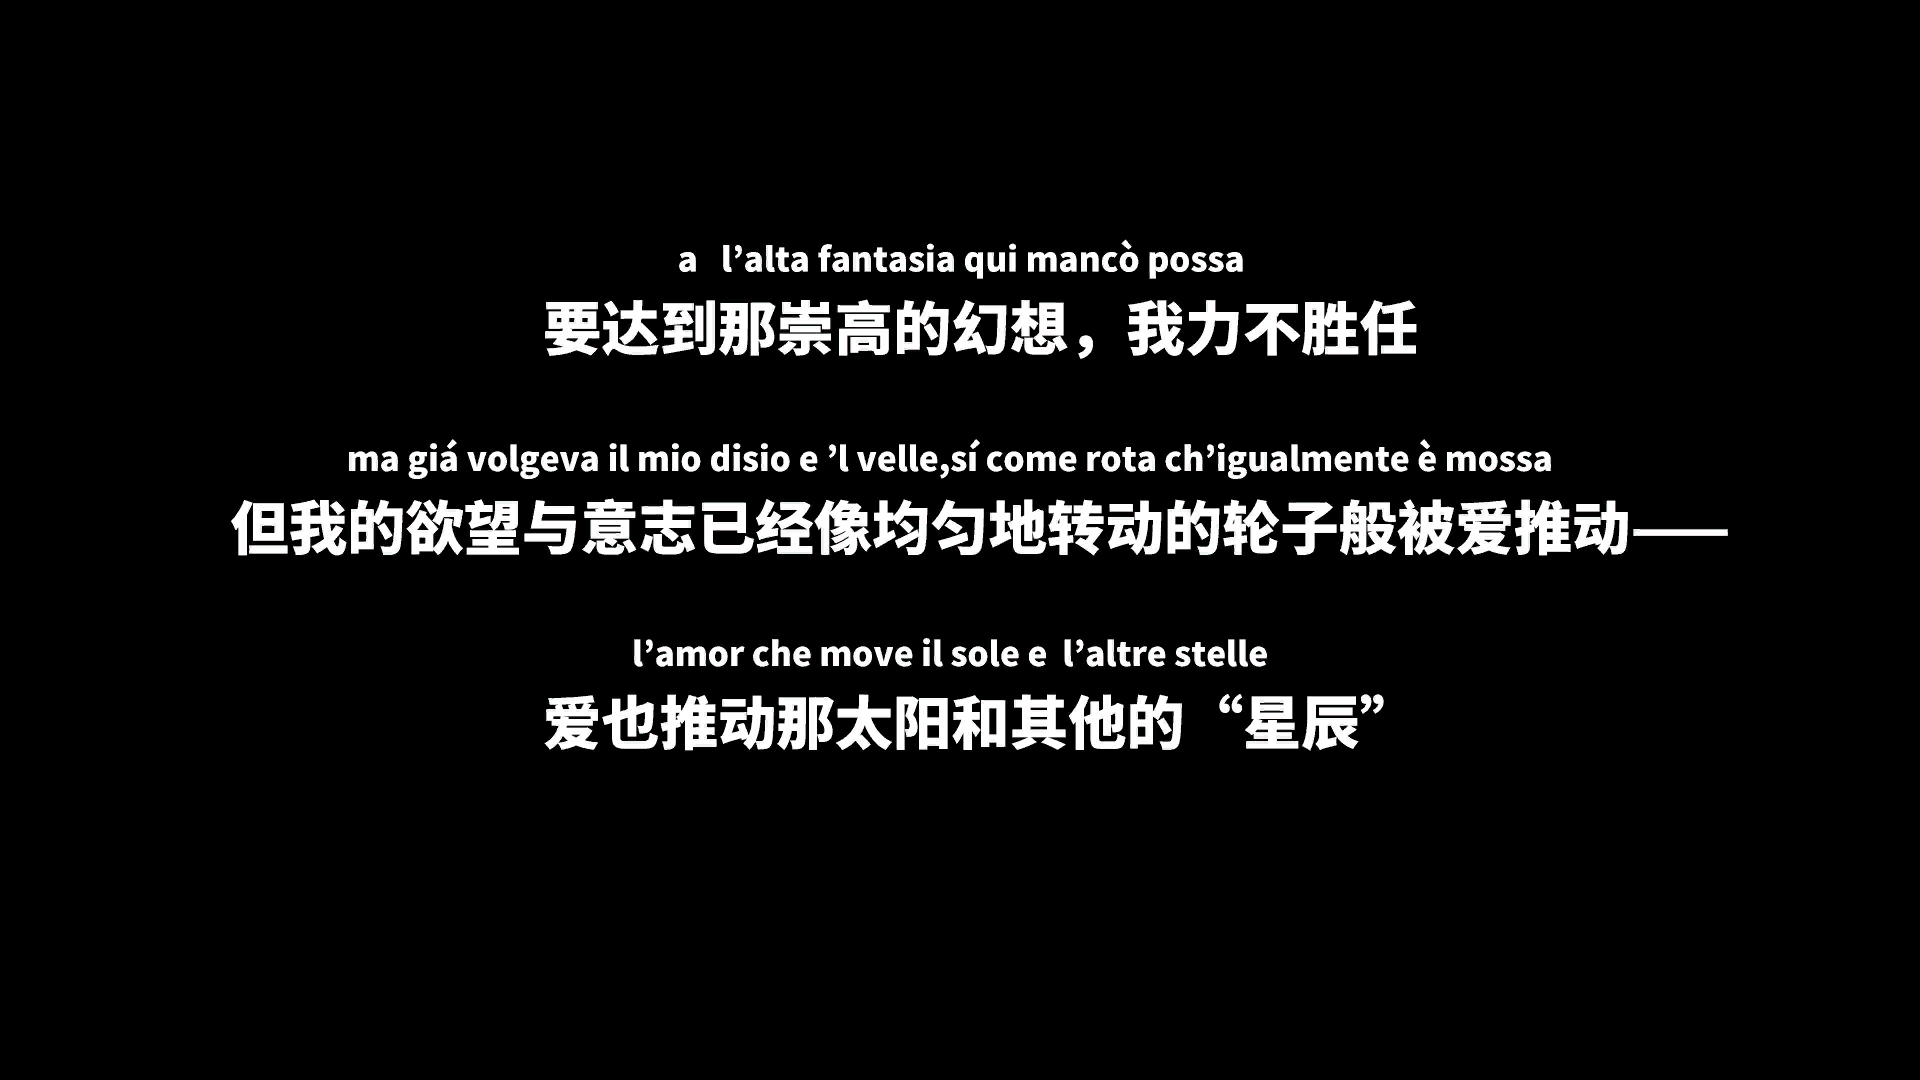 a l’alta fantasia qui mancò possa
要达到那崇高的幻想，我力不胜任
ma giá volgeva il mio disio e ’l velle,sí come rota ch’igualmente è mossa
但我的欲望与意志已经像均匀地转动的轮子般被爱推动——
l’amor che move il sole e l’altre stelle
爱也推动那太阳和其他的“星辰”